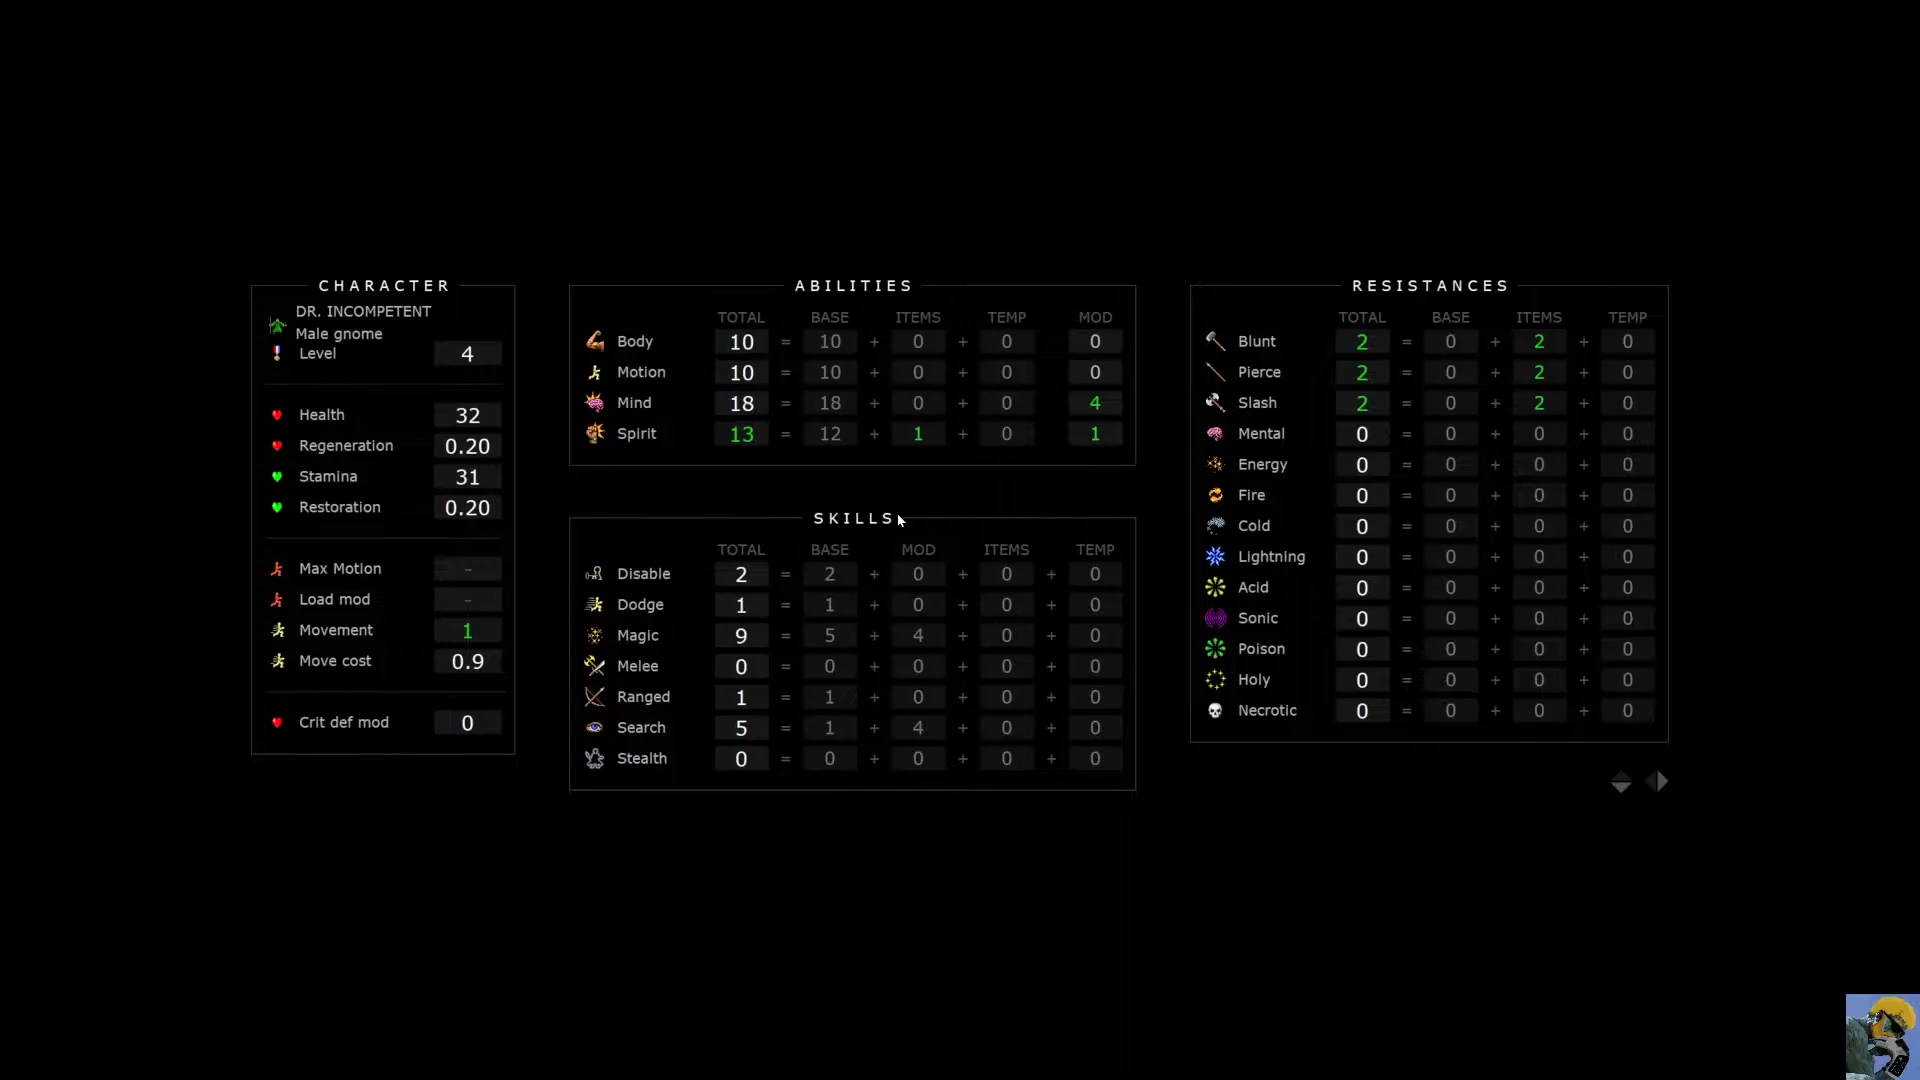 CHARACTER
DR. INCOMPETENT
Male gnome
Level 4
Health 32
Regeneration 0.20
Stamina 31
Restoration 0.20
Max Motion -
Load mod -
Movement 1
Move cost 0.9
Crit def mod 0
ABILITIES
TOTAL BASE ITEMS TEMP MOD
Body 10 = 10 + 0 + 0 0
Motion 10 = 10 + 0 + 0 0
Mind 18 = 18 + 0 + 0 4
Spirit 13 = 12 + 1 + 0 1
SKILLS
TOTAL BASE MOD ITEMS TEMP
Disable 2 = 2 + 0 + 0 + 0
Dodge 1 = 1 + 0 + 0 + 0
Magic 9 = 5 + 4 + 0 + 0
Melee 0 = 0 + 0 + 0 + 0
Ranged 1 = 1 + 0 + 0 + 0
Search 5 = 1 + 4 + 0 + 0
Stealth 0 = 0 + 0 + 0 + 0
RESISTANCES
TOTAL BASE ITEMS TEMP
Blunt 2 = 0 + 2 + 0
Pierce 2 = 0 + 2 + 0
Slash 2 = 0 + 2 + 0
Mental 0 = 0 + 0 + 0
Energy 0 = 0 + 0 + 0
Fire 0 = 0 + 0 + 0
Cold 0 = 0 + 0 + 0
Lightning 0 = 0 + 0 + 0
Acid 0 = 0 + 0 + 0
Sonic 0 = 0 + 0 + 0
Poison 0 = 0 + 0 + 0
Holy 0 = 0 + 0 + 0
Necrotic 0 = 0 + 0 + 0